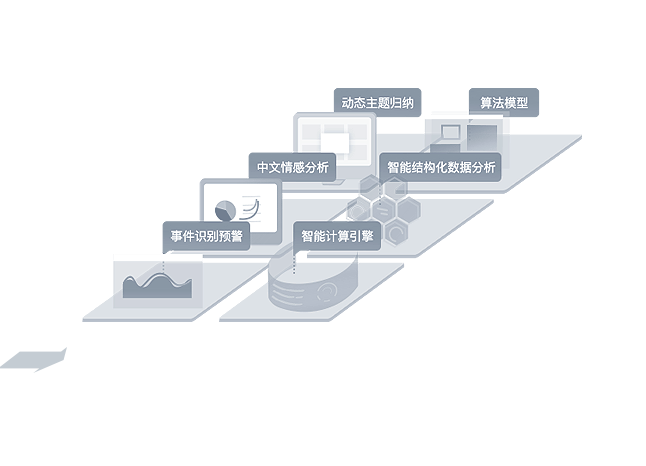 动态主题归纳
算法模型
中文情感分析
智能结构化数据分析
事件识别预警
智能计算引擎